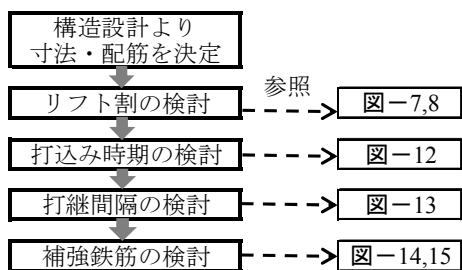 構造設計より
寸法・配筋を決定
参照
リフト割の検討
図－7,8
打込み時期の検討
図－12
打継間隔の検討
図－13
補強鉄筋の検討
図－14,15